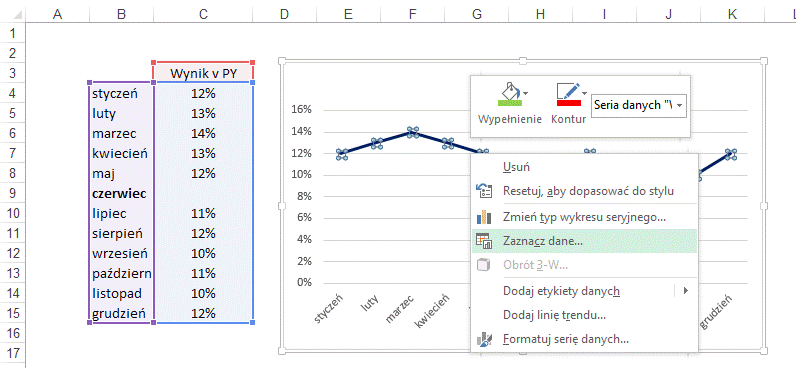 A B C D E F G H I J K
1
2
3 Wynik v PY
4 styczeń 12%
5 luty 13%
6 marzec 14%
7 kwiecień 13%
8 maj 12%
9 czerwiec
10 lipiec 11%
11 sierpień 12%
12 wrzesień 10%
13 październ 11%
14 listopad 10%
15 grudzień 12%
16
17
16%
14%
12%
10%
8%
6%
4%
2%
0%
styczeń
luty
marzec
kwiecień
grudzień
Wypełnienie
Kontur
Seria danych "\
Usuń
Resetuj, aby dopasować do stylu
Zmień typ wykresu seryjnego...
Zaznacz dane...
Obrót 3-W...
Dodaj etykiety danych
Dodaj linię trendu...
Formatuj serię danych...